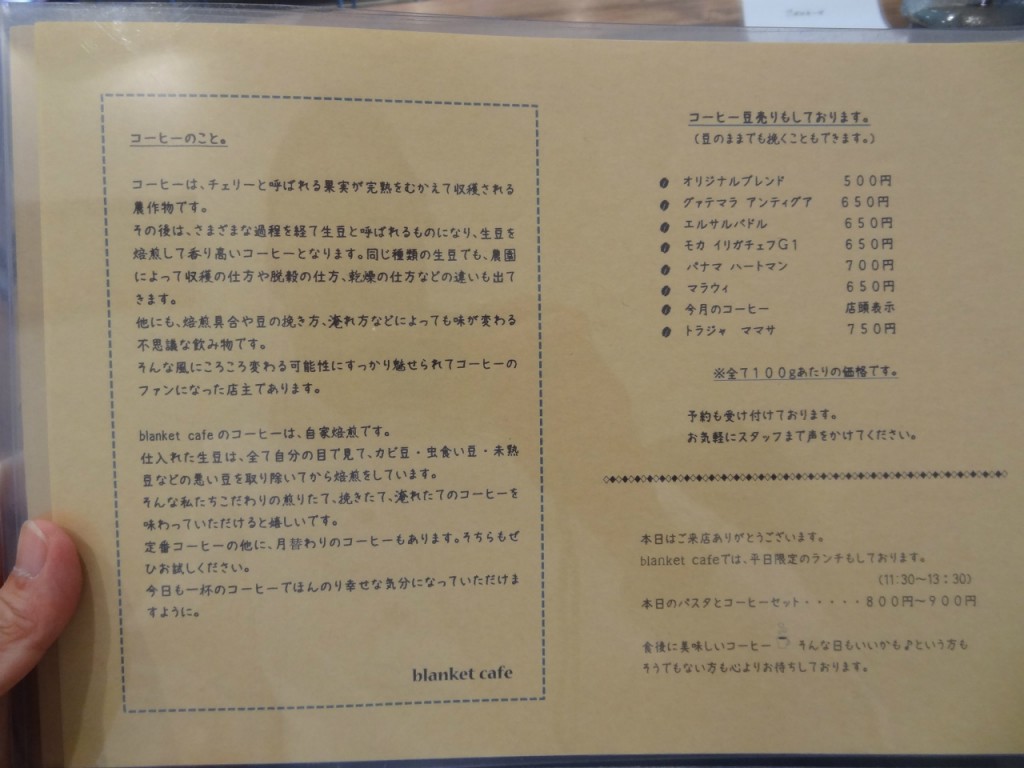 コーヒーのこと。
コーヒーは、チェリーと呼ばれる果実が完熟をむかえて収穫される
農作物です。
その後は、さまざまな過程を経て生豆と呼ばれるものになり、生豆を
焙煎して香り高いコーヒーとなります。同じ種類の生豆でも、農園
によって収穫の仕方や脱穀の仕方、乾燥の仕方などの違いも出て
きます。
他にも、焙煎具合や豆の挽き方、淹れ方などによっても味が変わる
不思議な飲み物です。
そんな風にころころ変わる可能性にすっかり魅せられてコーヒーの
ファンになった店主であります。
blanket cafe のコーヒーは、自家焙煎です。
仕入れた生豆は、全て自分の目で見て、カビ豆・虫食い豆・未熟
豆などの悪い豆を取り除いてから焙煎をしています。
そんな私たちこだわりの煎りたて、挽きたて、淹れたてのコーヒーを
味わっていただけると嬉しいです。
定番コーヒーの他に、月替わりのコーヒーもあります。そちらもぜ
ひお試しください。
今日も一杯のコーヒーでほんのり幸せな気分になっていただけま
すように。
blanket cafe
コーヒー豆売りもしております。
（豆のままでも挽くこともできます。）
オリジナルブレンド ５００円
グァテマラ アンティグア ６５０円
エルサルバドル ６５０円
モカ イリガチェフＧ１ ６５０円
パナマ ハートマン ７００円
マラウィ ６５０円
今月のコーヒー 店頭表示
トラジャ ママサ ７５０円
※全て１００ｇあたりの価格です。
予約も受け付けております。
お気軽にスタッフまで声をかけてください。
本日はご来店ありがとうございます。
blanket cafeでは、平日限定のランチもしております。
（11:30～13:30）
本日のパスタとコーヒーセット・・・・・８００円～９００円
食後に美味しいコーヒー そんな日もいいかも♪という方も
そうでもない方も心よりお待ちしております。